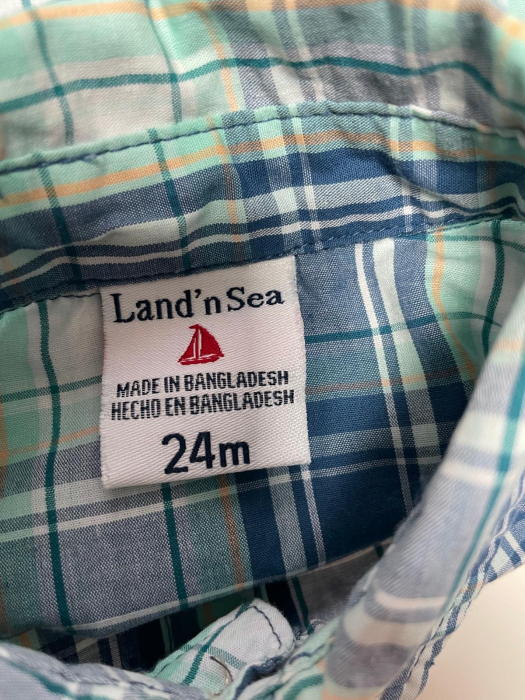 Land'n Sea
MADE IN BANGLADESH
HECHO EN BANGLADESH
24m